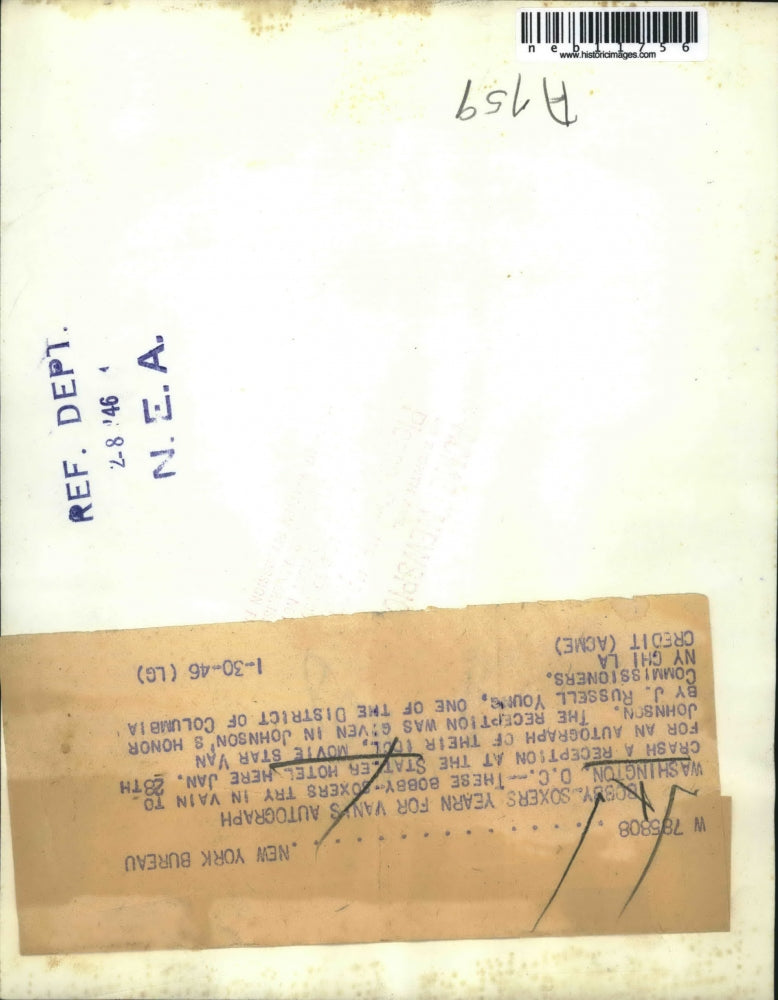 neb11756
www.historicimages.com
A159
REF. DEPT.
2-8 '46
N.E.A.
W 785808 . . . . . . . . . . . . . . NEW YORK BUREAU
BOBBY-SOXERS YEARN FOR VAN'S AUTOGRAPH
WASHINGTON, D.C.--THESE BOBBY-SOXERS TRY IN VAIN TO
CRASH A RECEPTION AT THE STATLER HOTEL HERE JAN. 28TH
FOR AN AUTOGRAPH OF THEIR IDOL, MOVIE STAR VAN
JOHNSON. THE RECEPTION WAS GIVEN IN JOHNSON'S HONOR
BY J. RUSSELL YOUNG, ONE OF THE DISTRICT OF COLUMBIA
COMMISSIONERS.
NY CHI LA
CREDIT (ACME) 1-30-46 (LG)